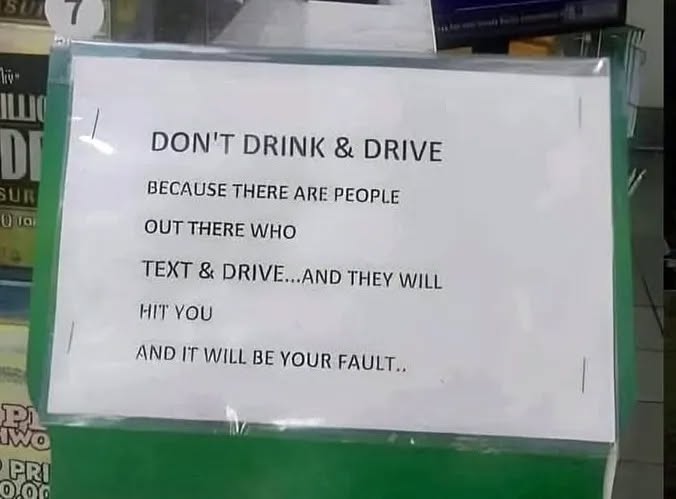 7
DON'T DRINK & DRIVE
BECAUSE THERE ARE PEOPLE
OUT THERE WHO
TEXT & DRIVE...AND THEY WILL
HIT YOU
AND IT WILL BE YOUR FAULT..